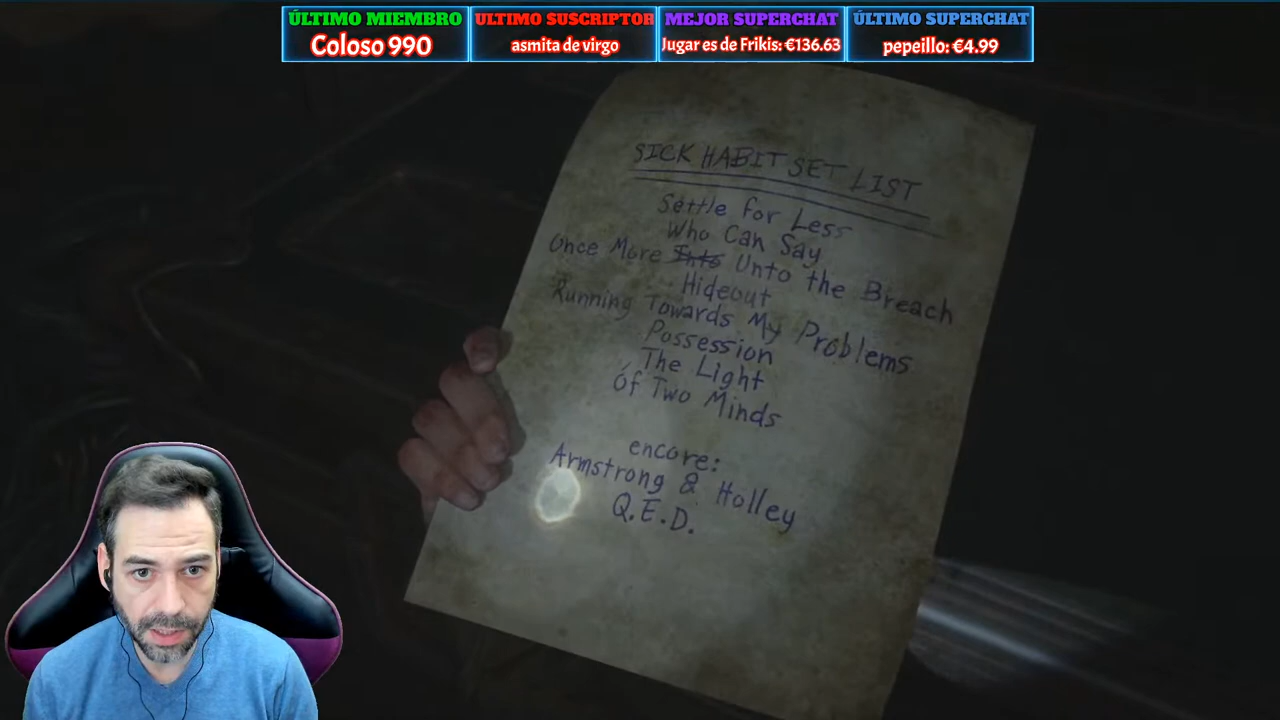 ÚLTIMO MIEMBRO
Coloso 990
ULTIMO SUSCRIPTOR
asmita de virgo
MEJOR SUPERCHAT
Jugar es de Frikis: €136.63
ÚLTIMO SUPERCHAT
pepeillo: €4.99
SICK HABIT SET LIST
Settle for Less
Who Can Say
Once More Into Unto the Breach
Hideout
Running Towards My Problems
Possession
The Light
Of Two Minds
encore:
Armstrong & Holley
Q.E.D.